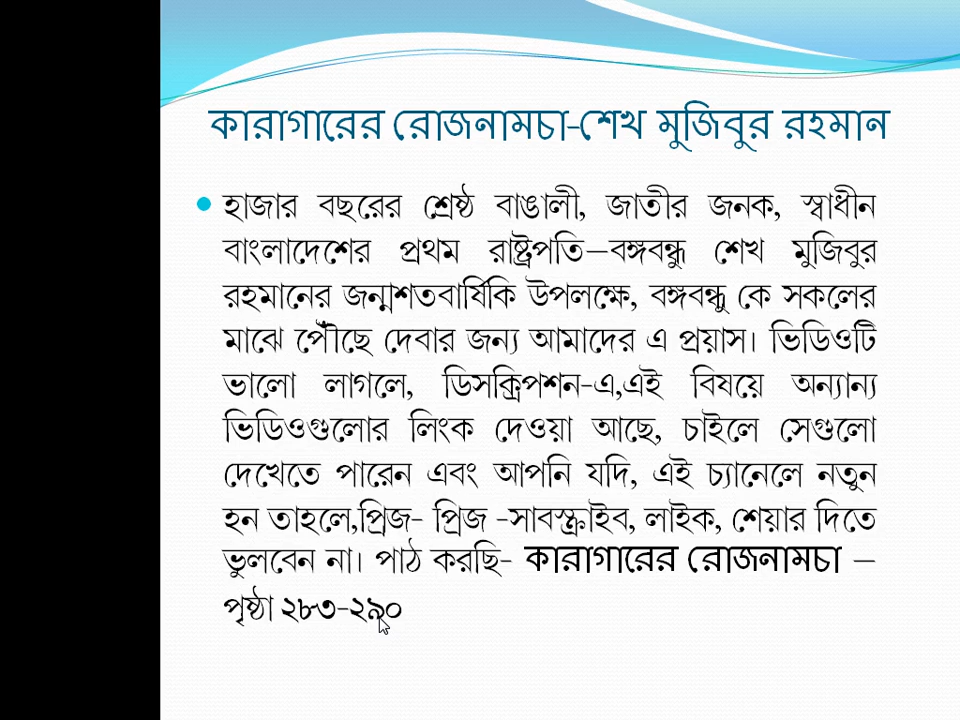 কারাগারের রোজনামচা-শেখ মুজিবুর রহমান
হাজার বছরের শ্রেষ্ঠ বাঙালী, জাতীর জনক, স্বাধীন
বাংলাদেশের প্রথম রাষ্ট্রপতি–বঙ্গবন্ধু শেখ মুজিবুর
রহমানের জন্মশতবার্ষিকি উপলক্ষে, বঙ্গবন্ধু কে সকলের
মাঝে পৌঁছে দেবার জন্য আমাদের এ প্রয়াস। ভিডিওটি
ভালো লাগলে, ডিসক্রিপশন-এ,এই বিষয়ে অন্যান্য
ভিডিওগুলোর লিংক দেওয়া আছে, চাইলে সেগুলো
দেখেতে পারেন এবং আপনি যদি, এই চ্যানেলে নতুন
হন তাহলে,প্লিজ- প্লিজ -সাবস্ক্রাইব, লাইক, শেয়ার দিতে
ভুলবেন না। পাঠ করছি- কারাগারের রোজনামচা –
পৃষ্ঠা ২৮৩-২৯০